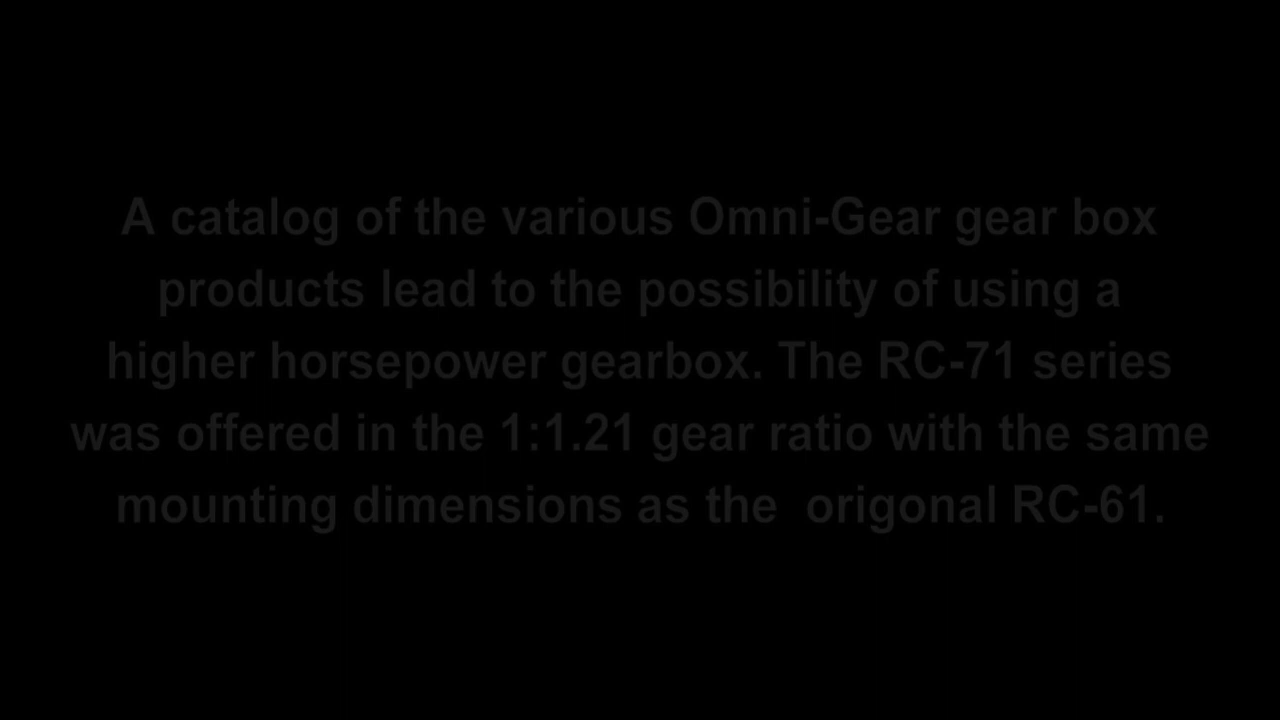 A catalog of the various Omni-Gear gear box
products lead to the possibility of using a
higher horsepower gearbox. The RC-71 series
was offered in the 1:1.21 gear ratio with the same
mounting dimensions as the  origonal RC-61.